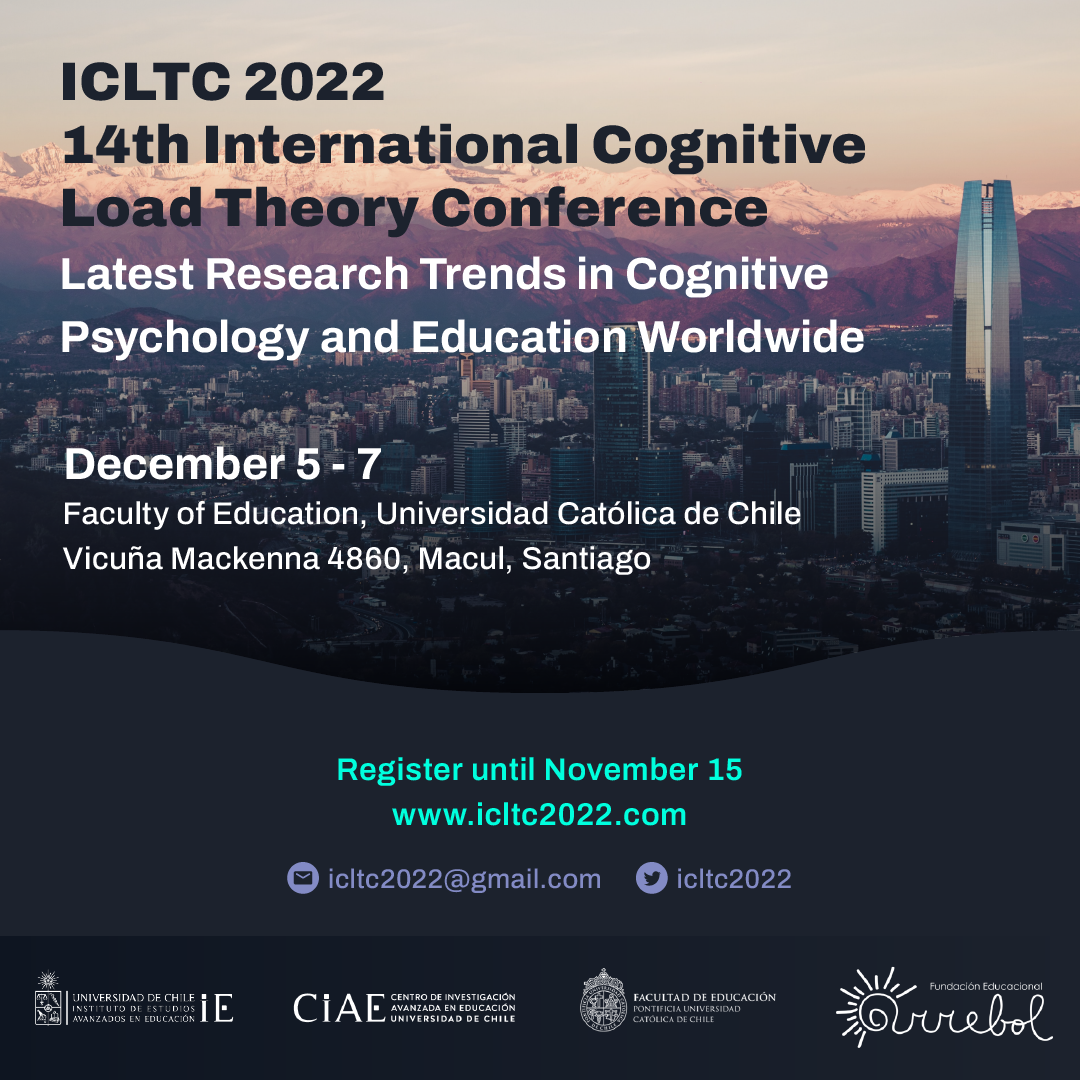 ICLTC 2022
14th International Cognitive
Load Theory Conference
Latest Research Trends in Cognitive
Psychology and Education Worldwide
December 5 - 7
Faculty of Education, Universidad Católica de Chile
Vicuña Mackenna 4860, Macul, Santiago
Register until November 15
www.icltc2022.com
icltc2022@gmail.com
icltc2022
UNIVERSIDAD DE CHILE
INSTITUTO DE ESTUDIOS
AVANZADOS EN EDUCACIÓN
iE
CiAE
CENTRO DE INVESTIGACIÓN
AVANZADA EN EDUCACIÓN
UNIVERSIDAD DE CHILE
FACULTAD DE EDUCACIÓN
PONTIFICIA UNIVERSIDAD
CATÓLICA DE CHILE
Fundación Educacional
arrebol